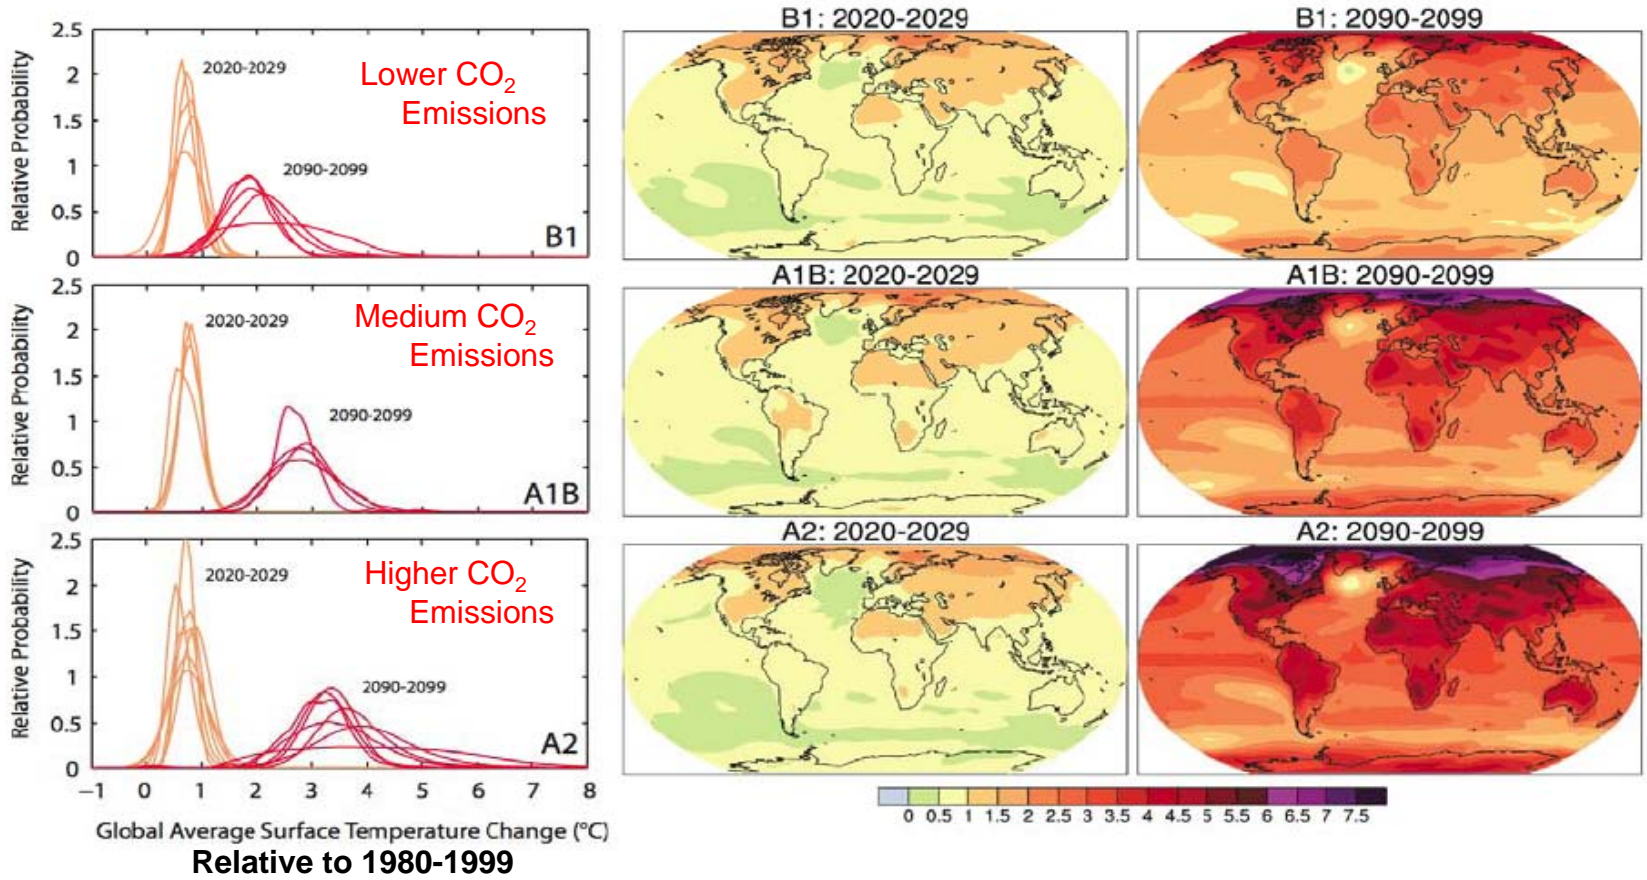 B1: 2020-2029
B1: 2090-2099
2.5
2
1.5
1
0.5
0
Relative Probability
2020-2029
Lower CO₂
Emissions
2090-2099
B1
A1B: 2020-2029
A1B: 2090-2099
2.5
2
1.5
1
0.5
0
Relative Probability
2020-2029
Medium CO₂
Emissions
2090-2099
A1B
A2: 2020-2029
A2: 2090-2099
2.5
2
1.5
1
0.5
0
Relative Probability
2020-2029
Higher CO₂
Emissions
2090-2099
A2
−1 0 1 2 3 4 5 6 7 8
Global Average Surface Temperature Change (°C)
Relative to 1980-1999
0 0.5 1 1.5 2 2.5 3 3.5 4 4.5 5 5.5 6 6.5 7 7.5